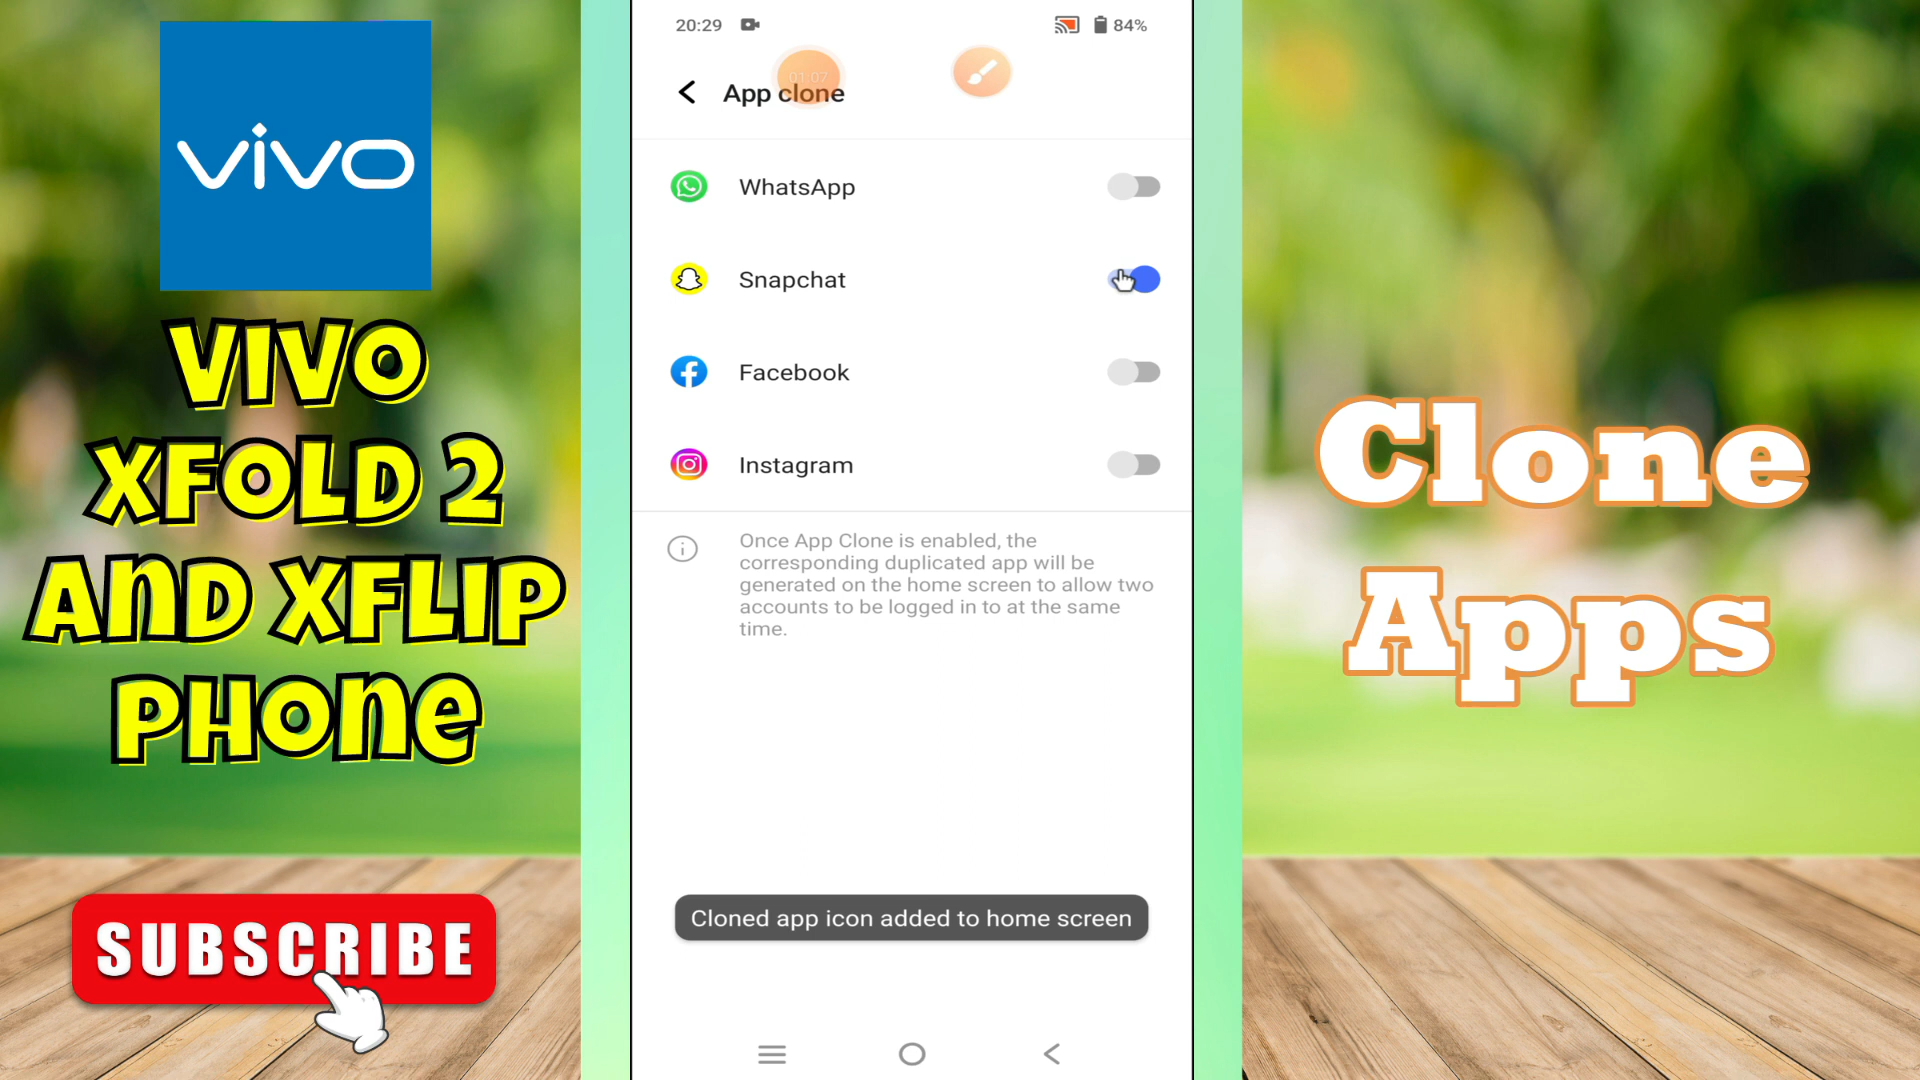 vivo
VIVO
XFOLD 2
AND XFLIP
PHONE
SUBSCRIBE
20:29
84%
01:07
App clone
WhatsApp
Snapchat
Facebook
Instagram
Once App Clone is enabled, the
corresponding duplicated app will be
generated on the home screen to allow two
accounts to be logged in to at the same
time.
Cloned app icon added to home screen
Clone
Apps